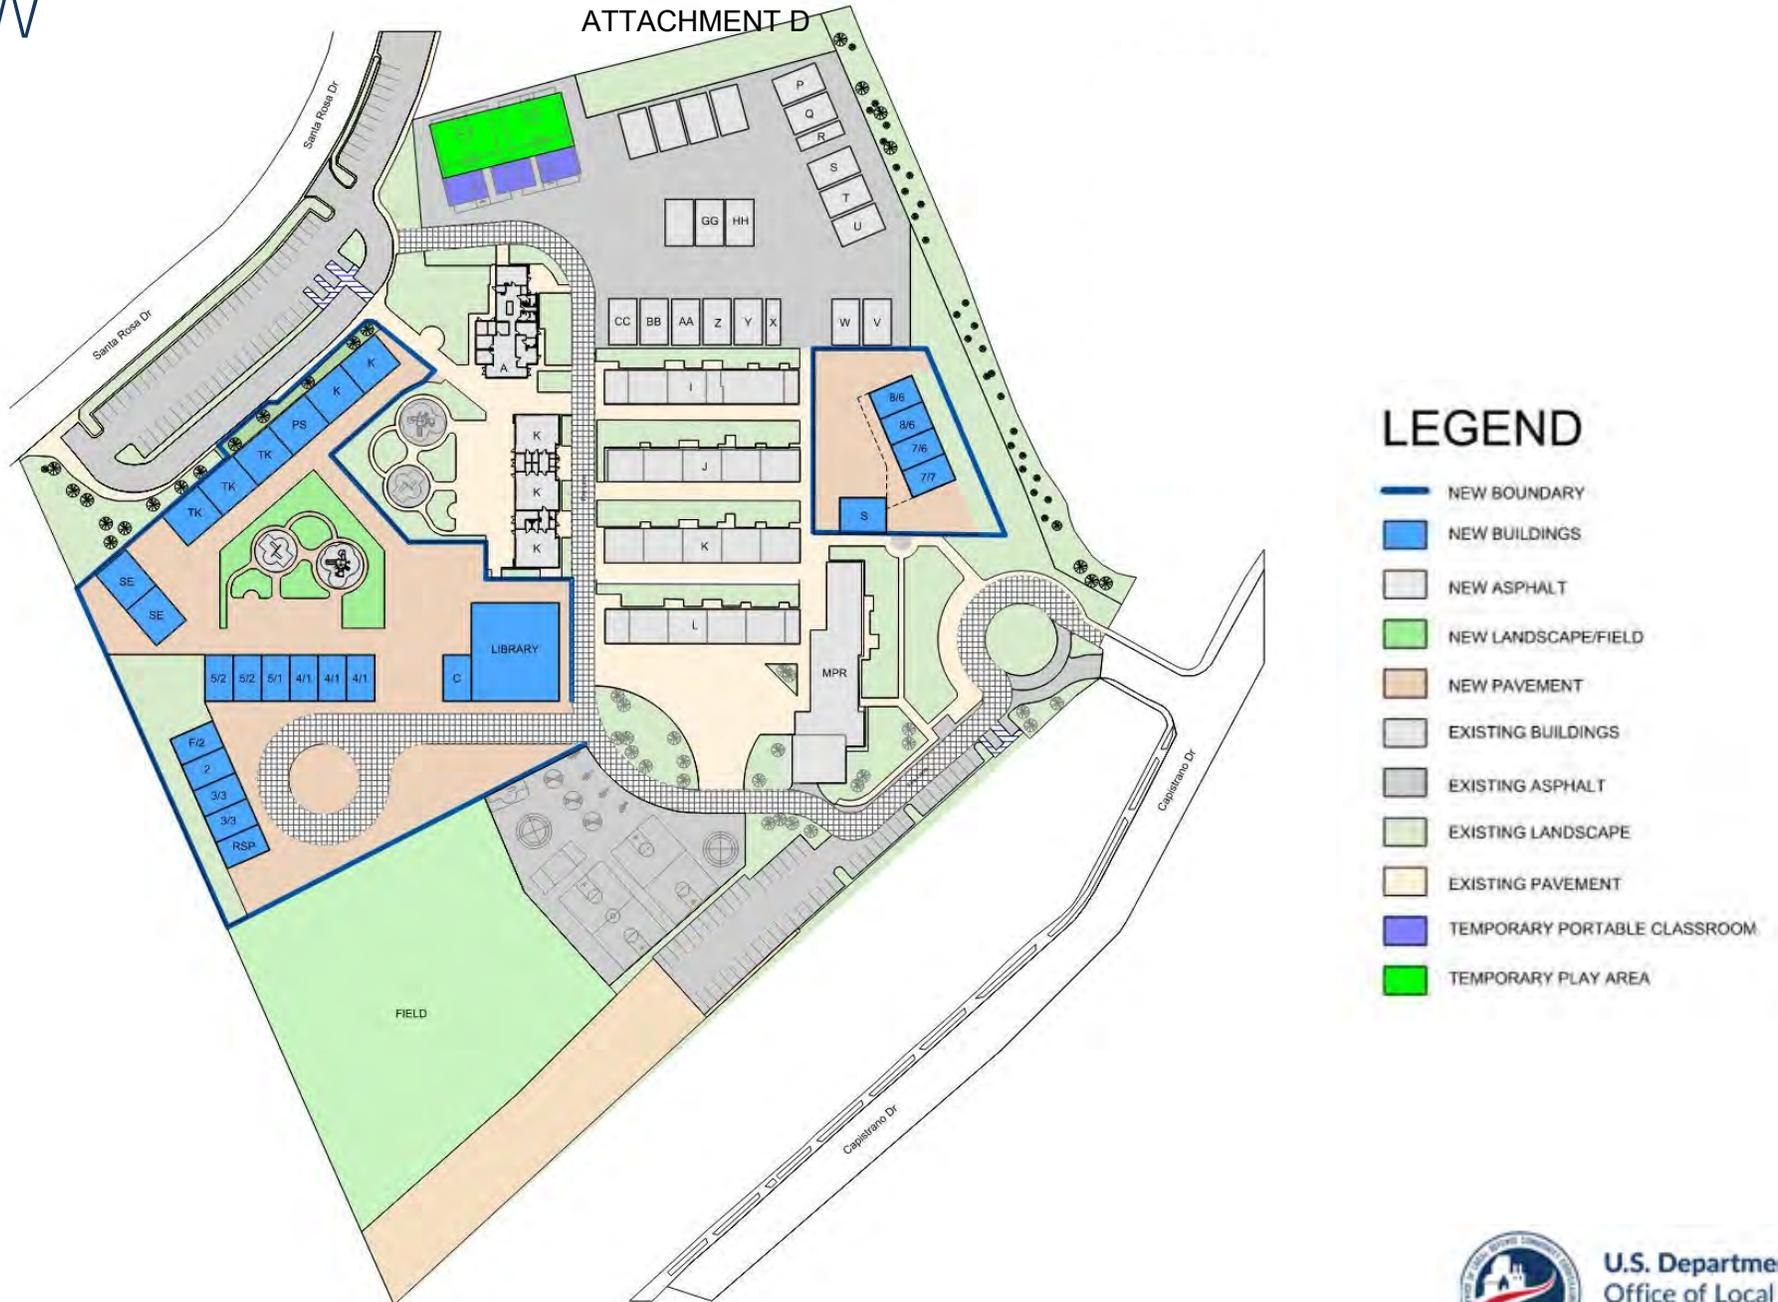 ATTACHMENT D
Santa Rosa Dr
P
Q
R
S
T
U
GG
HH
CC
BB
AA
Z
Y
X
W
V
Santa Rosa Dr
A
I
K
K
PS
TK
TK
TK
K
K
K
J
K
L
8/6
8/6
7/6
7/7
S
SE
SE
LIBRARY
C
MPR
5/2
5/2
5/1
4/1
4/1
4/1
F/2
2
3/3
3/3
RSP
FIELD
Capistrano Dr
Capistrano Dr
LEGEND
NEW BOUNDARY
NEW BUILDINGS
NEW ASPHALT
NEW LANDSCAPE/FIELD
NEW PAVEMENT
EXISTING BUILDINGS
EXISTING ASPHALT
EXISTING LANDSCAPE
EXISTING PAVEMENT
TEMPORARY PORTABLE CLASSROOM
TEMPORARY PLAY AREA
U.S. Departme
Office of Local